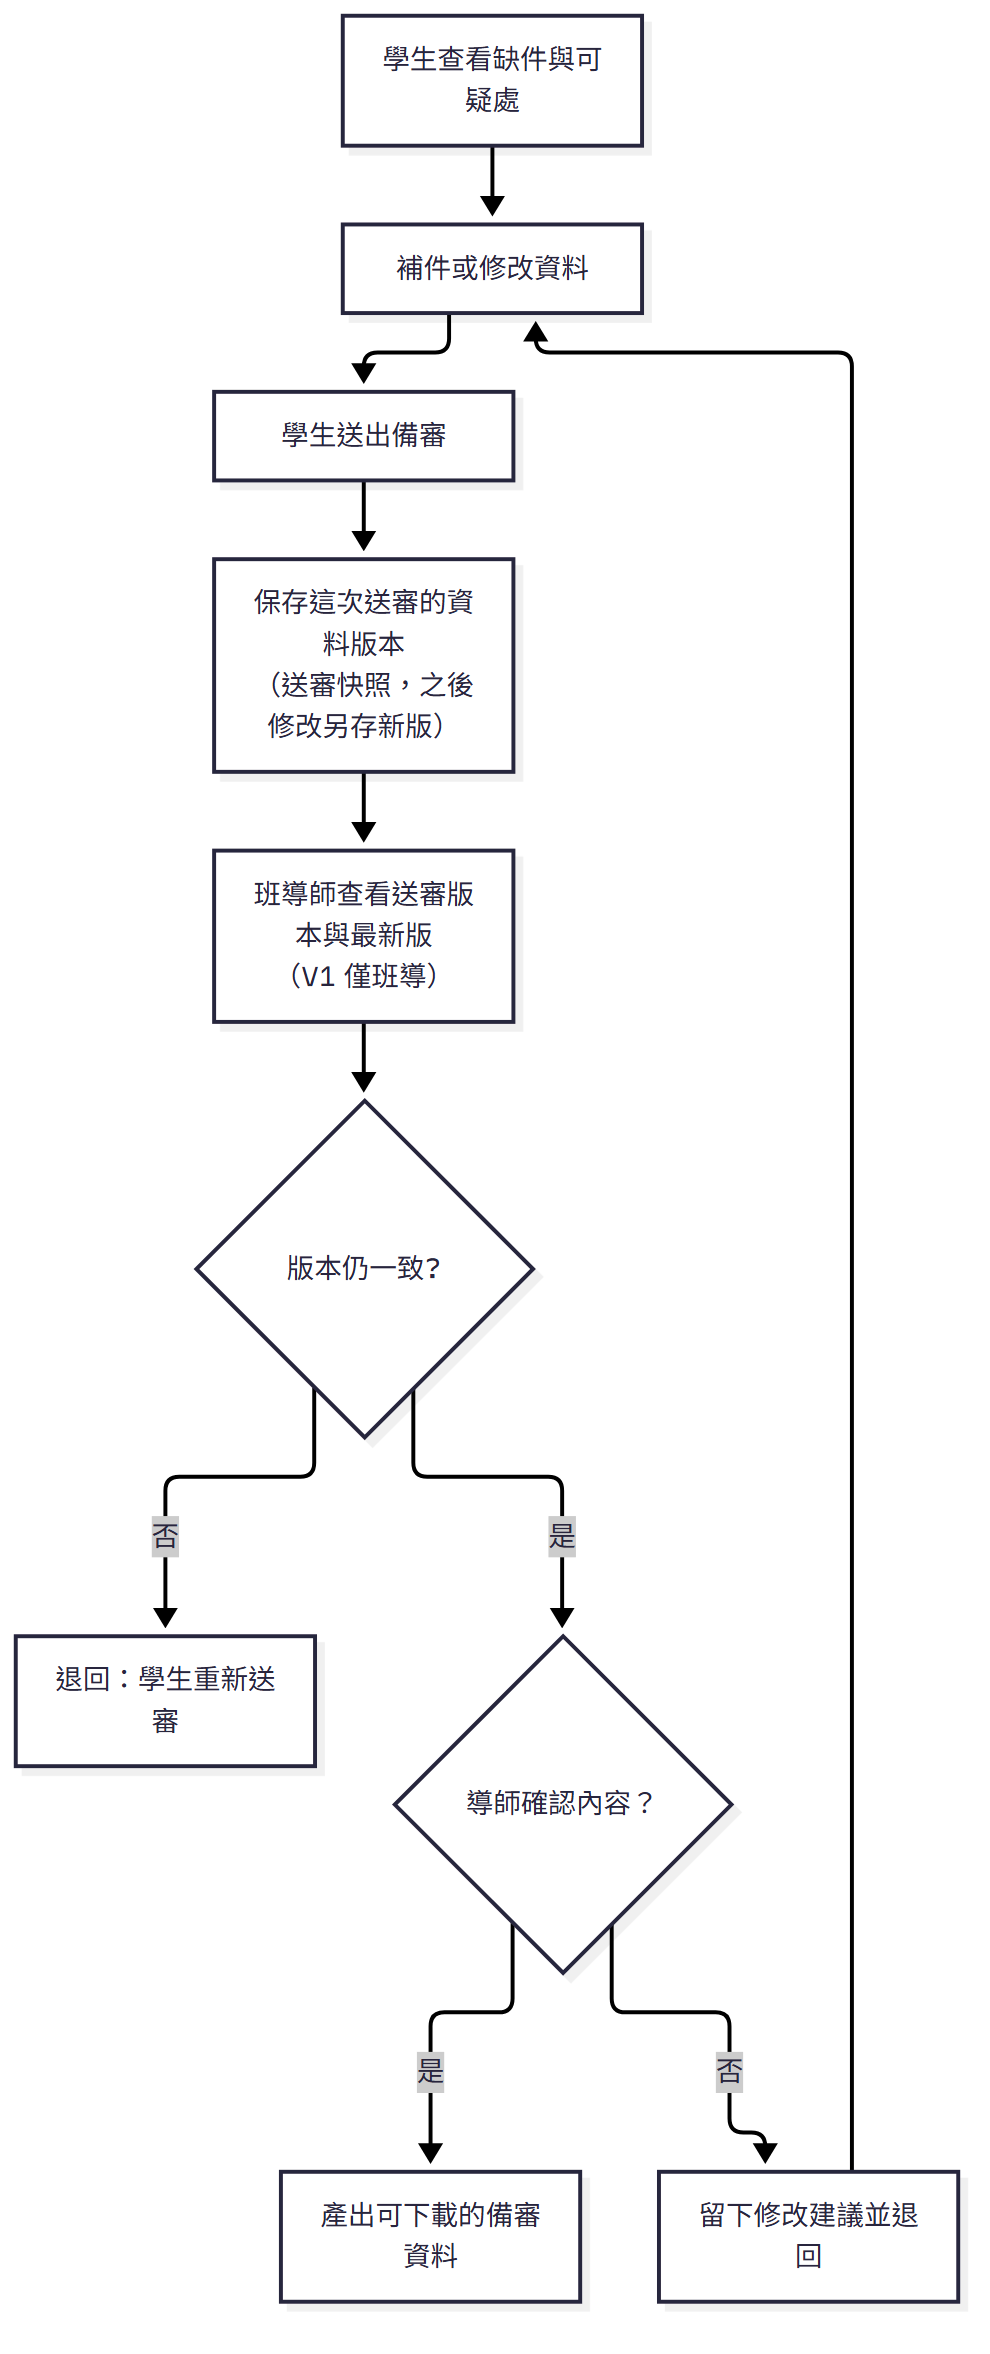 學生查看缺件與可
疑處
補件或修改資料
學生送出備審
保存這次送審的資
料版本
（送審快照，之後
修改另存新版）
班導師查看送審版
本與最新版
（V1 僅班導）
版本仍一致?
否
是
退回：學生重新送
審
導師確認內容？
是
否
產出可下載的備審
資料
留下修改建議並退
回